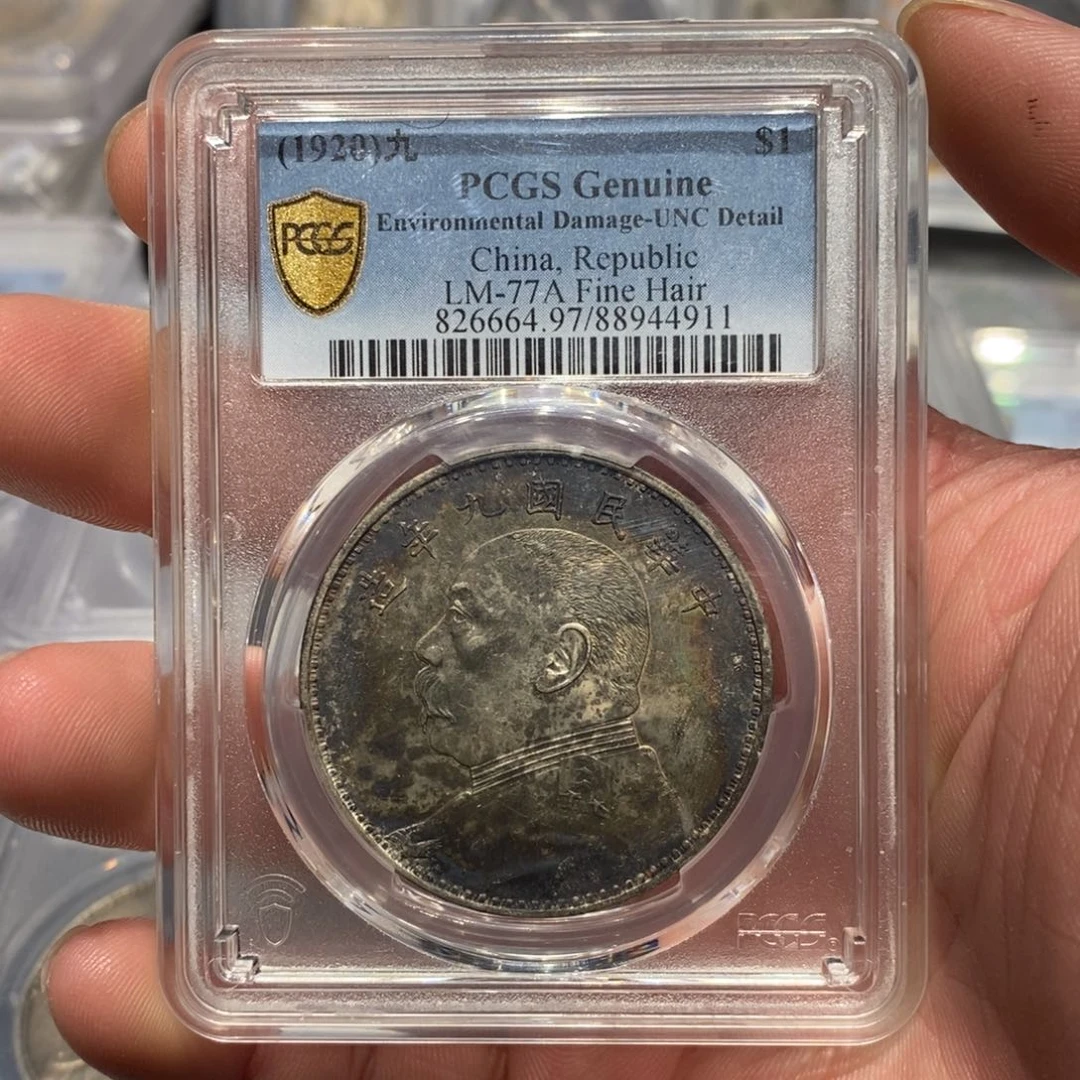 (1920)九 $1
PCGS Genuine
PCGS
Environmental Damage-UNC Detail
China, Republic
LM-77A Fine Hair
826664.97/88944911
造年九國民華中
PCGS